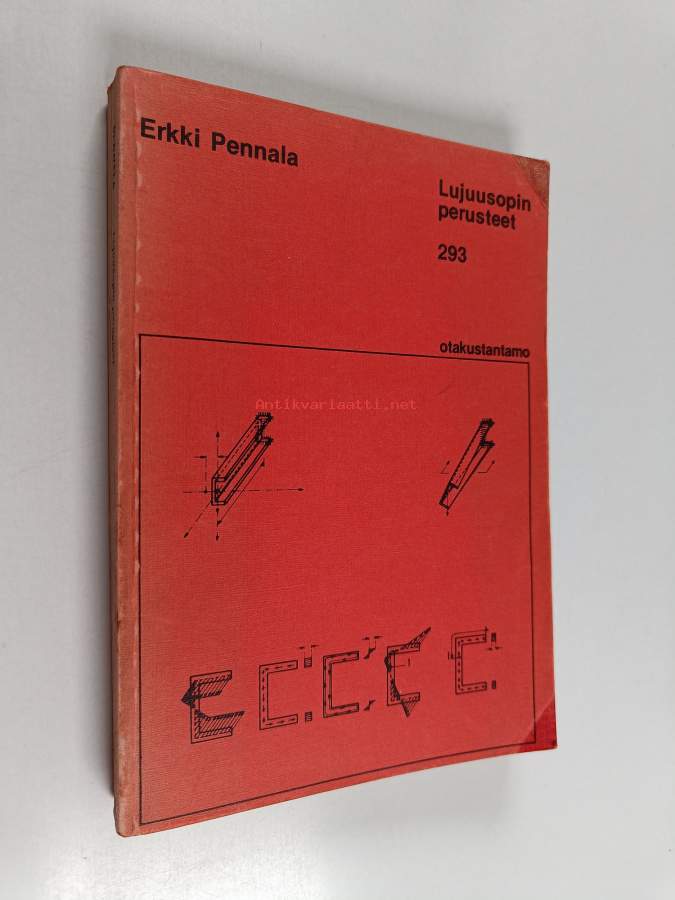 Erkki Pennala
Lujuusopin
perusteet
293
otakustantamo
Antikvariaatti.net